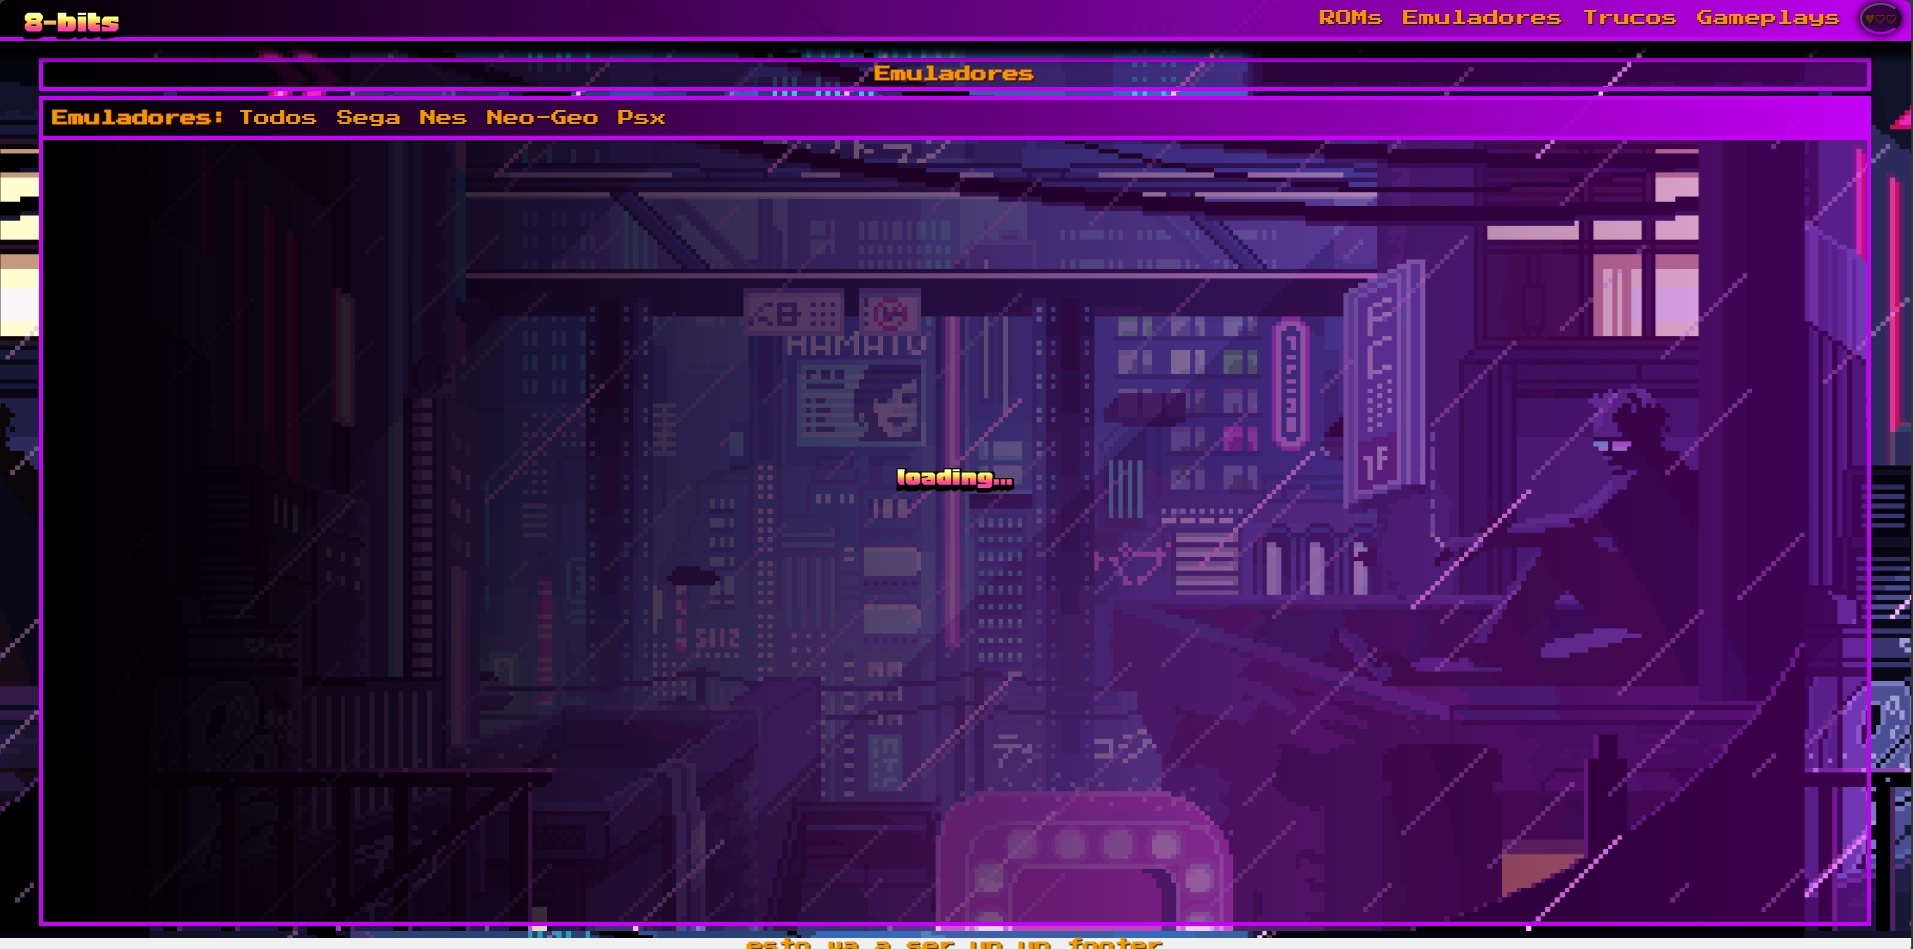 8-bits
ROMs Emuladores Trucos Gameplays
Emuladores
Emuladores: Todos Sega Nes Neo-Geo Psx
loading...
esto va a ser un un footer